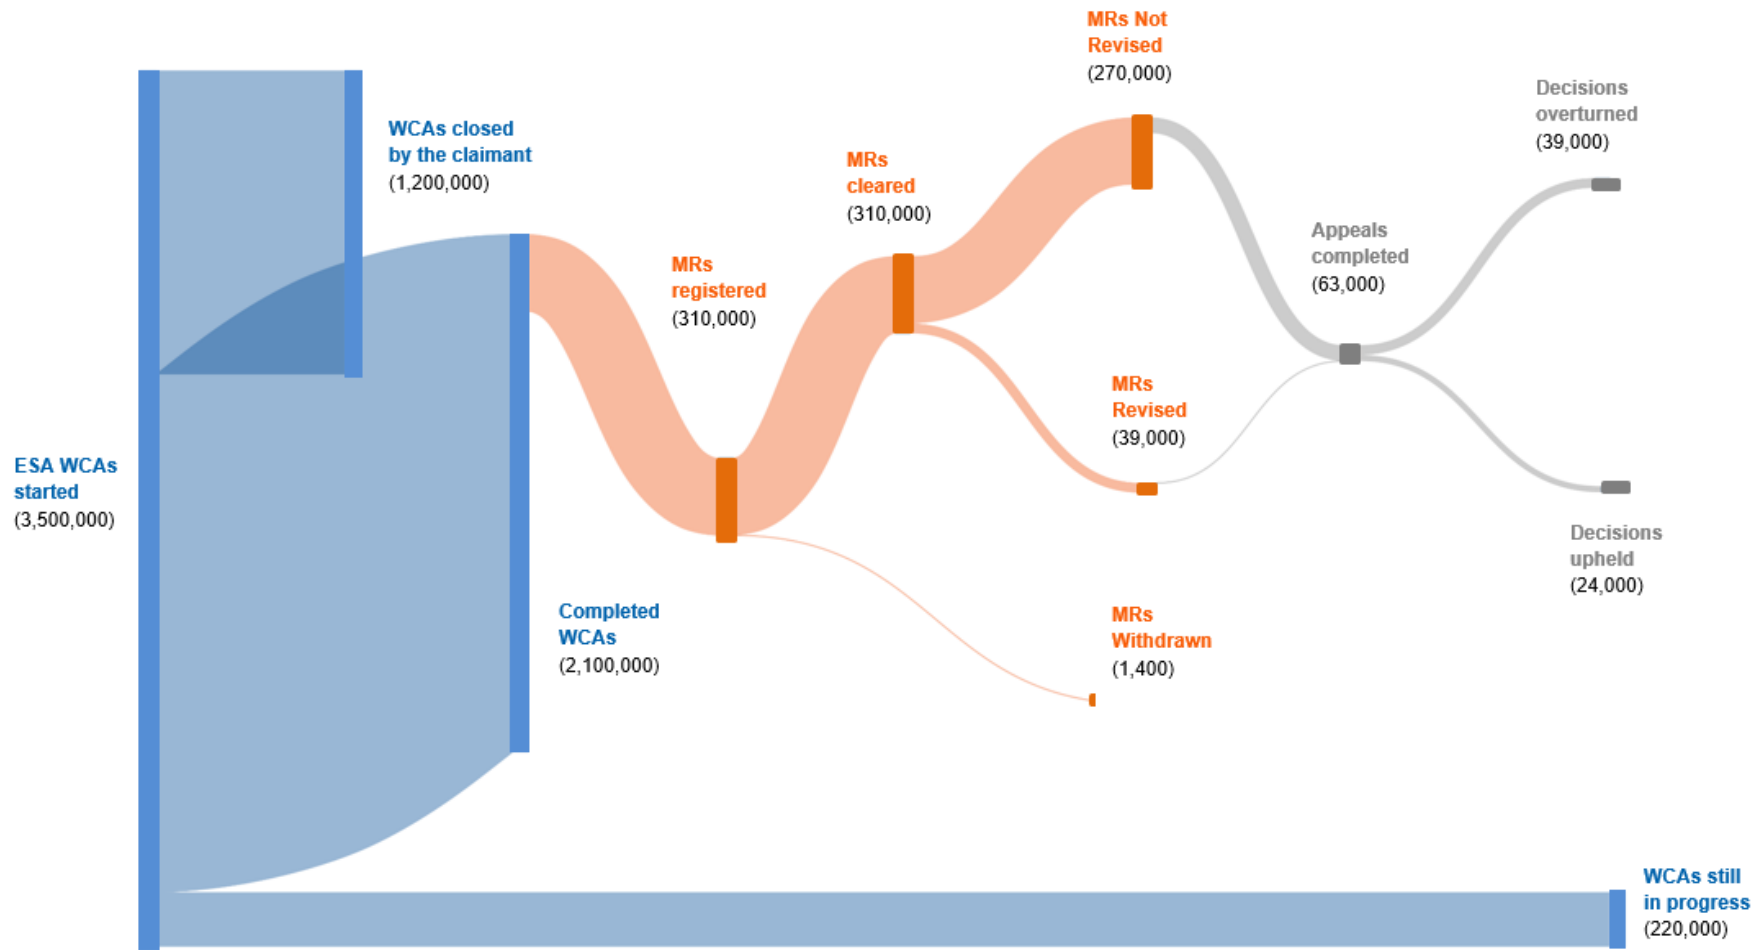 MRs Not
Revised
(270,000)
Decisions
overturned
(39,000)
WCAs closed
by the claimant
(1,200,000)
MRs
cleared
(310,000)
Appeals
completed
(63,000)
MRs
registered
(310,000)
MRs
Revised
(39,000)
ESA WCAs
started
(3,500,000)
Decisions
upheld
(24,000)
Completed
WCAs
(2,100,000)
MRs
Withdrawn
(1,400)
WCAs still
in progress
(220,000)